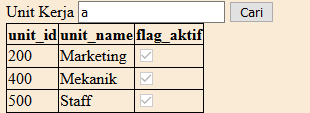 Unit Kerja a Cari
unit_id unit_name flag_aktif
200 Marketing
400 Mekanik
500 Staff